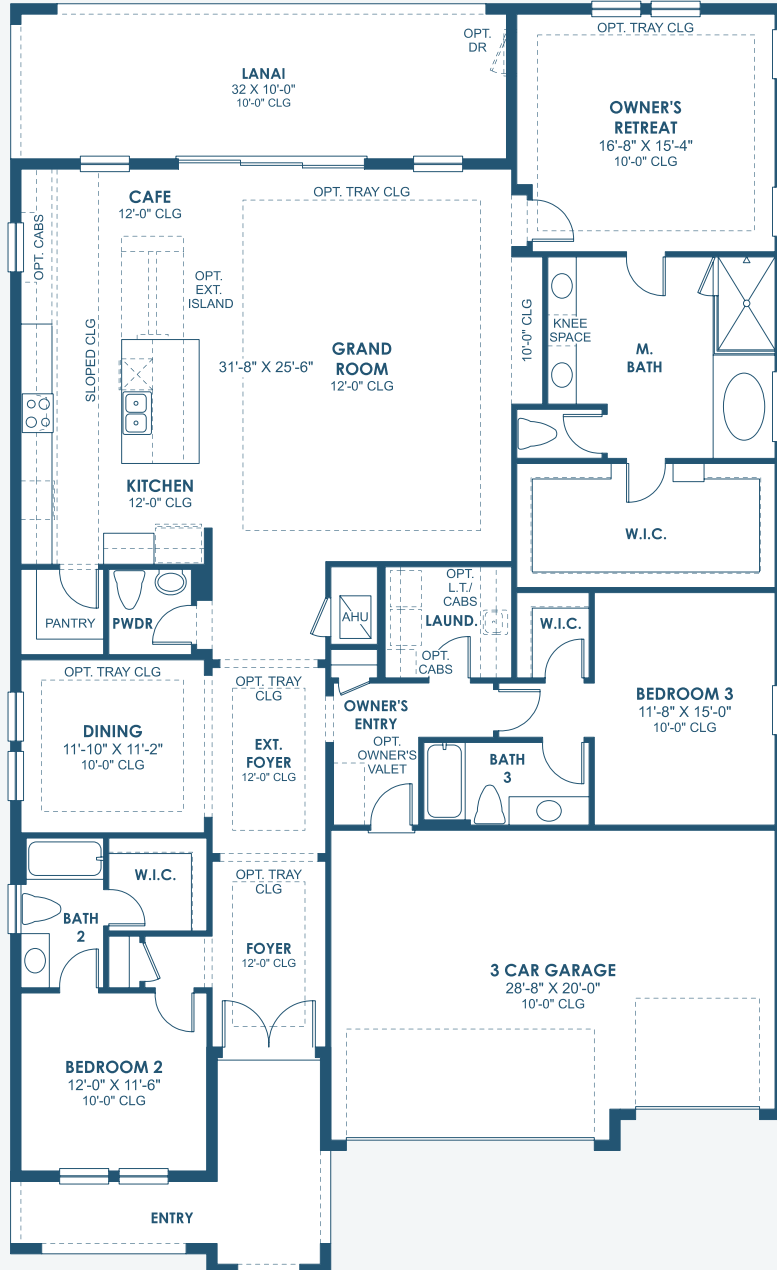 LANAI
32 X 10'-0"
10'-0" CLG
OPT.
DR
OPT. TRAY CLG
OWNER'S
RETREAT
16'-8" X 15'-4"
10'-0" CLG
CAFE
12'-0" CLG
OPT. CABS
OPT. TRAY CLG
OPT.
EXT.
ISLAND
SLOPED CLG
31'-8" X 25'-6"
GRAND
ROOM
12'-0" CLG
10'-0" CLG
KNEE
SPACE
M.
BATH
KITCHEN
12'-0" CLG
W.I.C.
PANTRY
PWDR
AHU
OPT.
L.T./
CABS
LAUND.
OPT.
CABS
W.I.C.
OPT. TRAY CLG
DINING
11'-10" X 11'-2"
10'-0" CLG
OPT. TRAY
CLG
EXT.
FOYER
12'-0" CLG
OWNER'S
ENTRY
OPT.
OWNER'S
VALET
BATH
3
BEDROOM 3
11'-8" X 15'-0"
10'-0" CLG
W.I.C.
BATH
2
OPT. TRAY
CLG
FOYER
12'-0" CLG
3 CAR GARAGE
28'-8" X 20'-0"
10'-0" CLG
BEDROOM 2
12'-0" X 11'-6"
10'-0" CLG
ENTRY